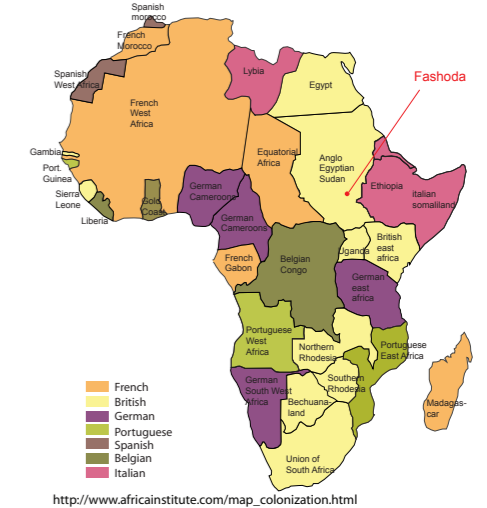 Spanish
morocco
French
Morocco
Lybia
Egypt
Fashoda
Spanish
West Africa
French
West
Africa
Gambia
Port.
Guinea
Sierra
Leone
Liberia
Gold
Coast
German
Cameroons
German
Cameroons
Equatorial
Africa
Anglo
Egyptian
Sudan
Ethiopia
italian
somaliland
French
Gabon
Belgian
Congo
Uganda
British
east
africa
German
east
africa
Portuguese
West
Africa
Northern
Rhodesia
Portuguese
East Africa
German
South West
Africa
Southern
Rhodesia
Bechuana-
land
Madagas-
car
Union of
South Africa
French
British
German
Portuguese
Spanish
Belgian
Italian
http://www.africainstitute.com/map_colonization.html